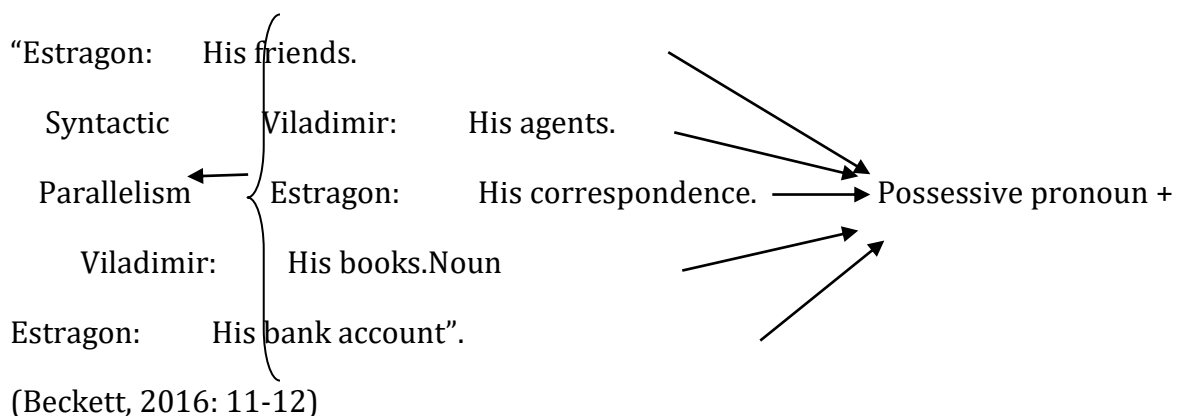 “Estragon: His friends.
Syntactic Viladimir: His agents.
Parallelism Estragon: His correspondence. Possessive pronoun +
Viladimir: His books.Noun
Estragon: His bank account”.
(Beckett, 2016: 11-12)